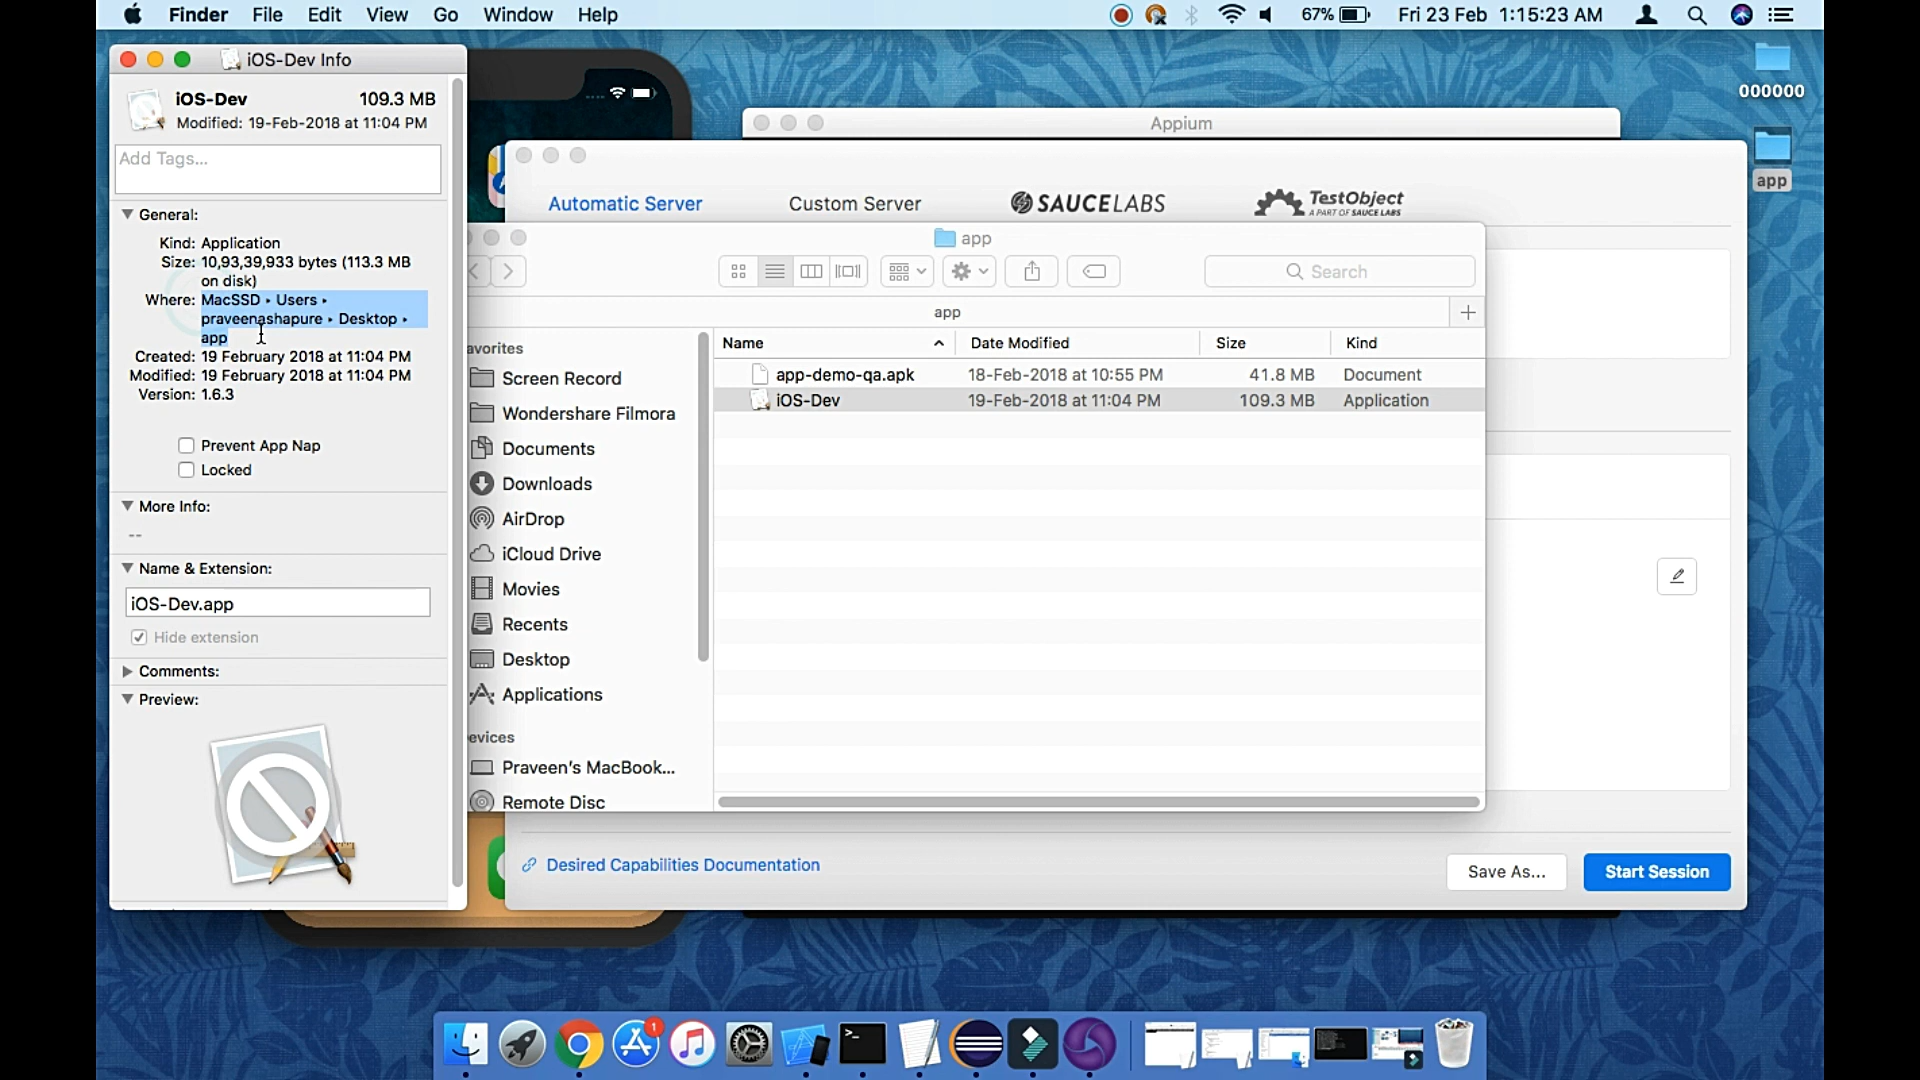 Finder File Edit View Go Window Help
67% Fri 23 Feb 1:15:23 AM
iOS-Dev Info
iOS-Dev 109.3 MB
Modified: 19-Feb-2018 at 11:04 PM
Add Tags...
General:
Kind: Application
Size: 10,93,39,933 bytes (113.3 MB
on disk)
Where: MacSSD ▸ Users ▸
praveenashapure ▸ Desktop ▸
app
Created: 19 February 2018 at 11:04 PM
Modified: 19 February 2018 at 11:04 PM
Version: 1.6.3
Prevent App Nap
Locked
More Info:
--
Name & Extension:
iOS-Dev.app
Hide extension
Comments:
Preview:
Appium
Automatic Server
Custom Server
SAUCELABS
TestObject
A PART OF SAUCE LABS
app
Search
app
avorites
Screen Record
Wondershare Filmora
Documents
Downloads
AirDrop
iCloud Drive
Movies
Recents
Desktop
Applications
evices
Praveen's MacBook...
Remote Disc
Name Date Modified Size Kind
app-demo-qa.apk 18-Feb-2018 at 10:55 PM 41.8 MB Document
iOS-Dev 19-Feb-2018 at 11:04 PM 109.3 MB Application
Desired Capabilities Documentation
Save As...
Start Session
000000
app
1